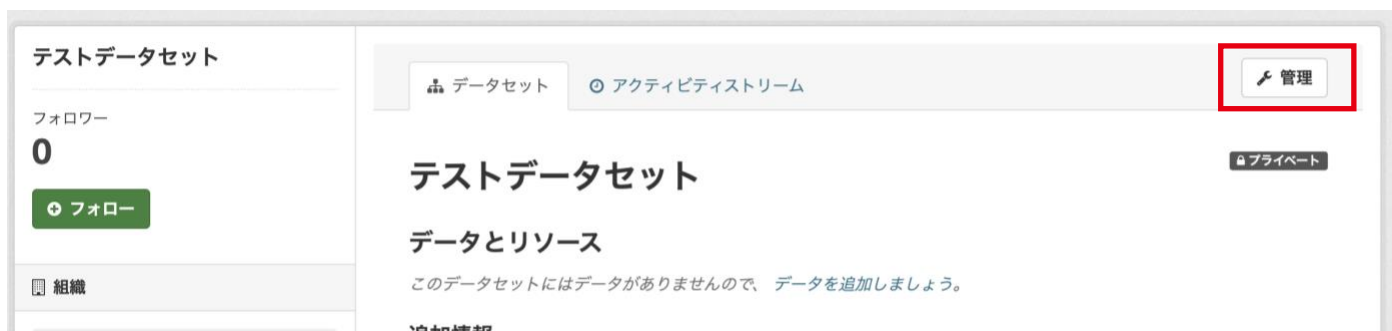 テストデータセット
フォロワー
0
フォロー
組織
データセット
アクティビティストリーム
管理
テストデータセット
プライベート
データとリソース
このデータセットにはデータがありませんので、 データを追加しましょう。
追加情報